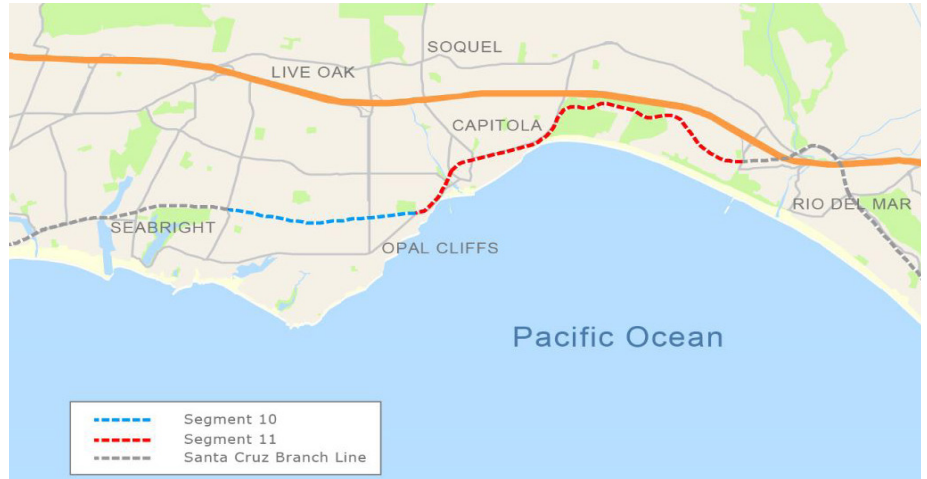 SOQUEL
LIVE OAK
CAPITOLA
RIO DEL MAR
SEABRIGHT
OPAL CLIFFS
Pacific Ocean
Segment 10
Segment 11
Santa Cruz Branch Line